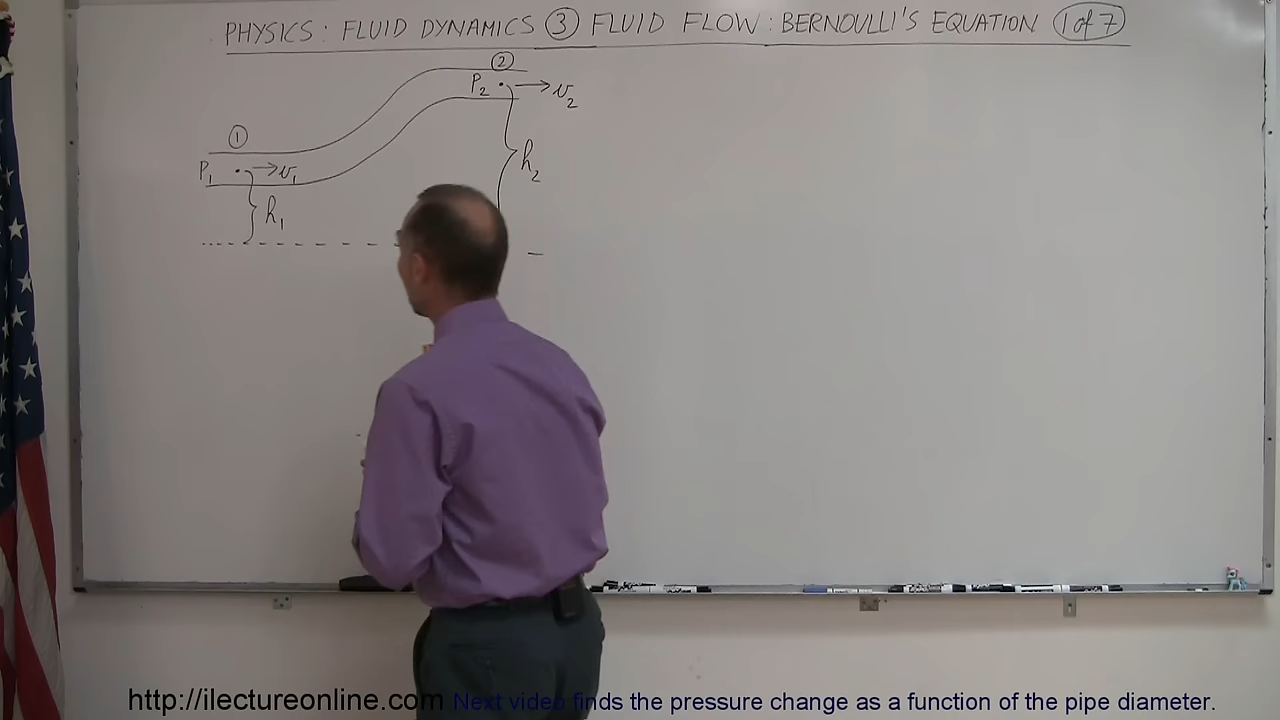 PHYSICS: FLUID DYNAMICS ③ FLUID FLOW: BERNOULLI'S EQUATION 1 of 7
②
P₂ → v₂
①
P₁ → v₁
h₂
h₁
http://ilectureonline.com Next video finds the pressure change as a function of the pipe diameter.